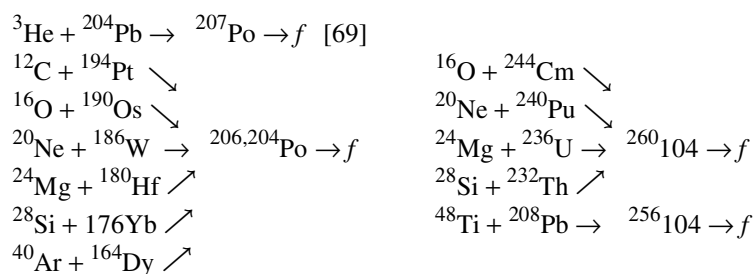 ³He + ²⁰⁴Pb → ²⁰⁷Po → f [69]
¹²C + ¹⁹⁴Pt ↘
¹⁶O + ¹⁹⁰Os ↘
²⁰Ne + ¹⁸⁶W → ²⁰⁶,²⁰⁴Po → f
²⁴Mg + ¹⁸⁰Hf ↗
²⁸Si + 176Yb ↗
⁴⁰Ar + ¹⁶⁴Dy ↗
¹⁶O + ²⁴⁴Cm ↘
²⁰Ne + ²⁴⁰Pu ↘
²⁴Mg + ²³⁶U → ²⁶⁰104 → f
²⁸Si + ²³²Th ↗
⁴⁸Ti + ²⁰⁸Pb → ²⁵⁶104 → f